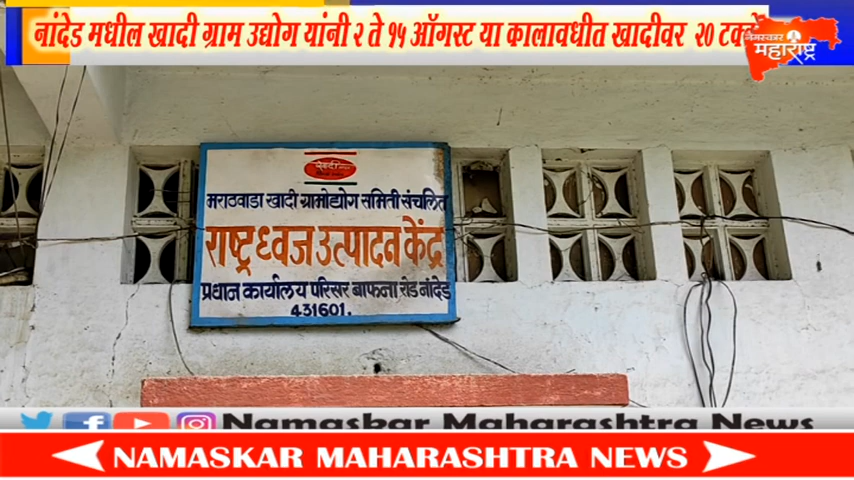 नांदेड मधील खादी ग्राम उद्योग यांनी २ ते १५ ऑगस्ट या कालावधीत खादीवर २० टक्के
नमस्कार
महाराष्ट्र
मराठवाडा खादी ग्रामोद्योग समिती संचलित
राष्ट्रध्वज उत्पादन केंद्र
प्रधान कार्यालय परिसर बाफना रोड नांदेड
431601.
Namaskar Maharashtra News
NAMASKAR MAHARASHTRA NEWS